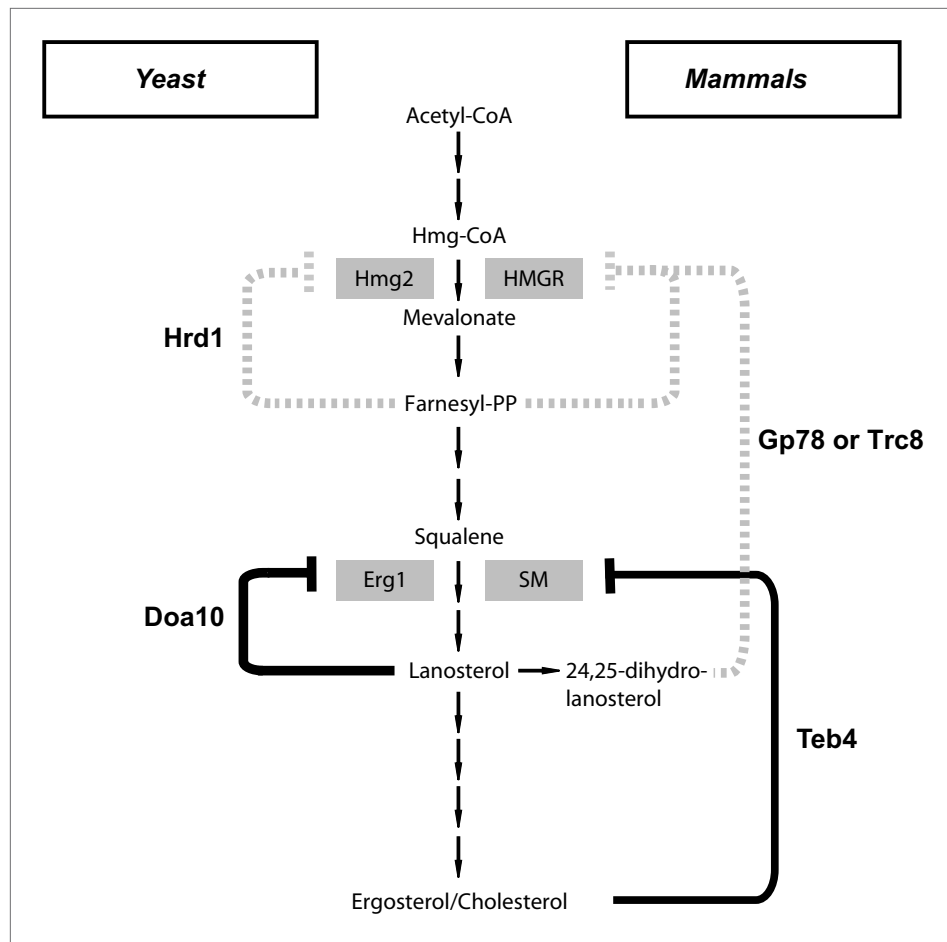 Yeast
Mammals
Acetyl-CoA
Hmg-CoA
Hmg2
HMGR
Mevalonate
Hrd1
Farnesyl-PP
Gp78 or Trc8
Squalene
Erg1
SM
Doa10
Lanosterol
24,25-dihydro-
lanosterol
Teb4
Ergosterol/Cholesterol